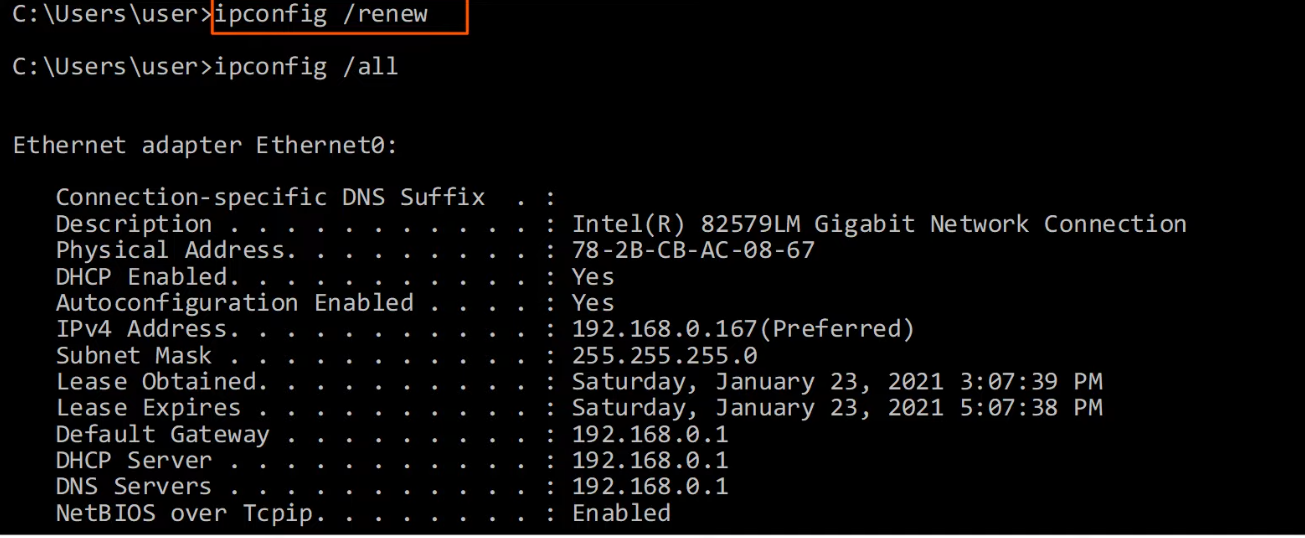 C:\Users\user>ipconfig /renew
C:\Users\user>ipconfig /all
Ethernet adapter Ethernet0:
Connection-specific DNS Suffix . :
Description . . . . . . . . . . . : Intel(R) 82579LM Gigabit Network Connection
Physical Address. . . . . . . . . : 78-2B-CB-AC-08-67
DHCP Enabled. . . . . . . . . . . : Yes
Autoconfiguration Enabled . . . . : Yes
IPv4 Address. . . . . . . . . . . : 192.168.0.167(Preferred)
Subnet Mask . . . . . . . . . . . : 255.255.255.0
Lease Obtained. . . . . . . . . . : Saturday, January 23, 2021 3:07:39 PM
Lease Expires . . . . . . . . . . : Saturday, January 23, 2021 5:07:38 PM
Default Gateway . . . . . . . . . : 192.168.0.1
DHCP Server . . . . . . . . . . . : 192.168.0.1
DNS Servers . . . . . . . . . . . : 192.168.0.1
NetBIOS over Tcpip. . . . . . . . : Enabled